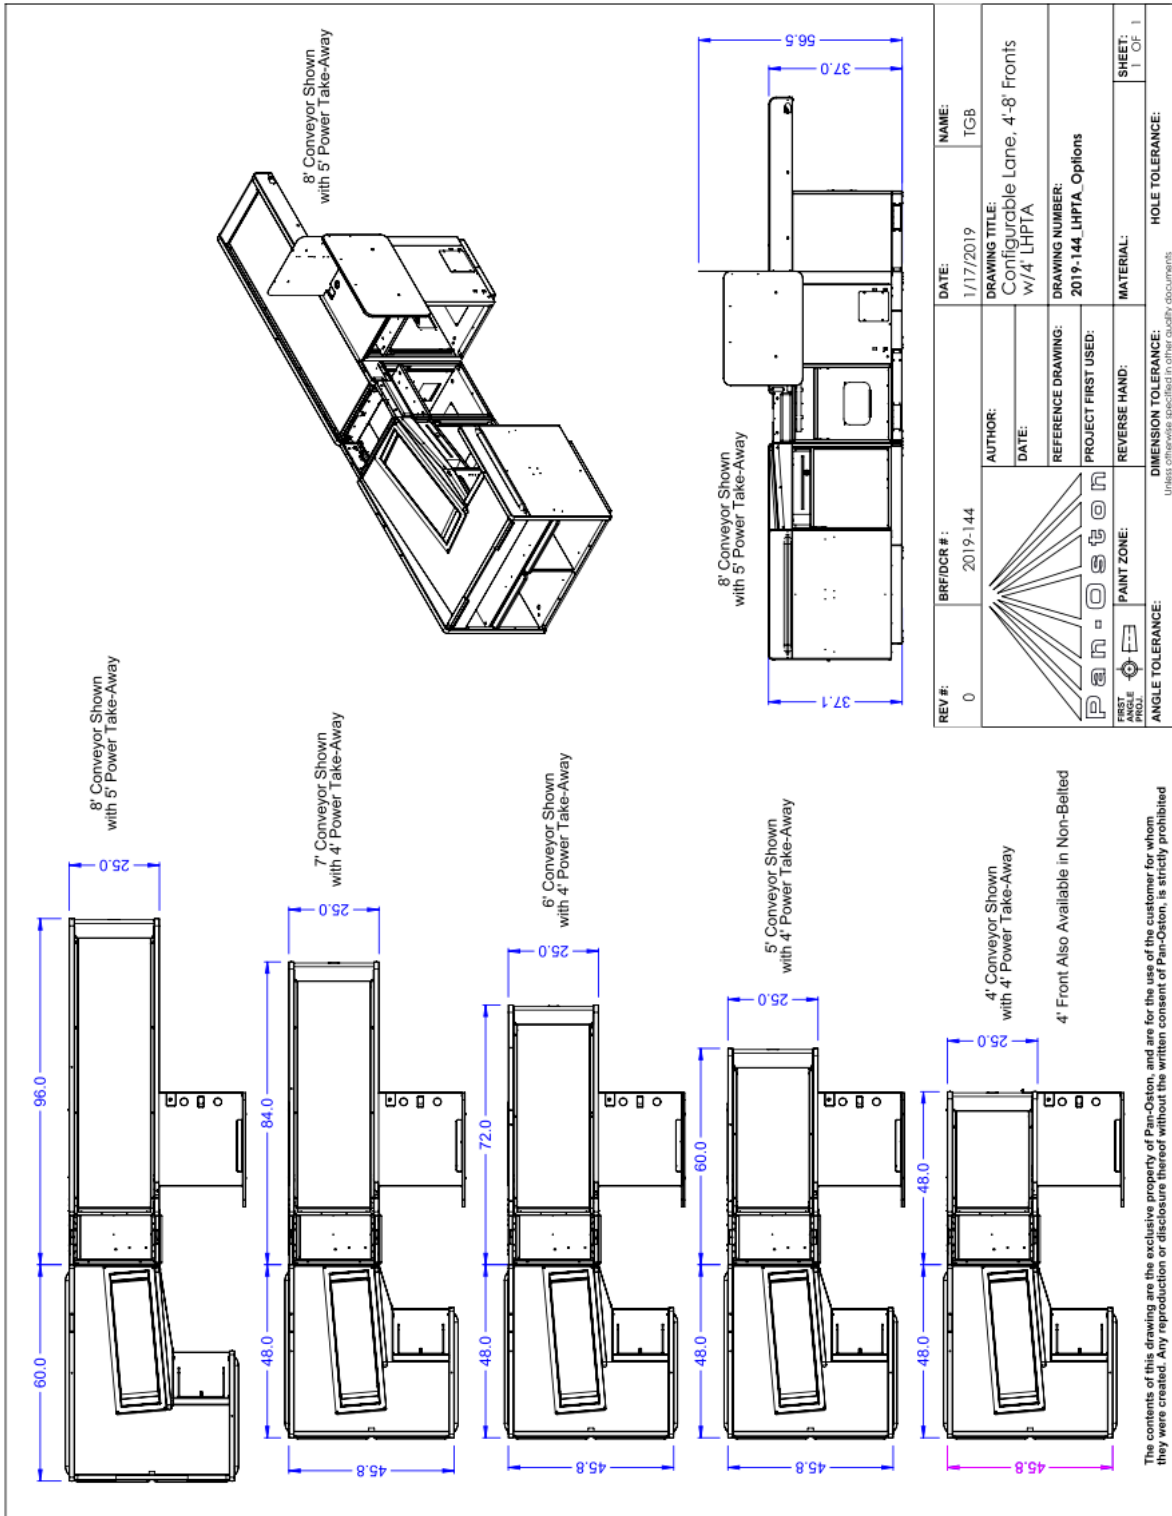 8' Conveyor Shown
with 5' Power Take-Away
96.0
60.0
25.0
7' Conveyor Shown
with 4' Power Take-Away
84.0
48.0
25.0
45.8
6' Conveyor Shown
with 4' Power Take-Away
72.0
48.0
25.0
45.8
5' Conveyor Shown
with 4' Power Take-Away
60.0
48.0
25.0
45.8
4' Conveyor Shown
with 4' Power Take-Away
4' Front Also Available in Non-Belted
48.0
48.0
25.0
45.8
8' Conveyor Shown
with 5' Power Take-Away
8' Conveyor Shown
with 5' Power Take-Away
56.5
37.0
37.1
The contents of this drawing are the exclusive property of Pan-Oston, and are for the use of the customer for whom
they were created. Any reproduction or disclosure thereof without the written consent of Pan-Oston, is strictly prohibited
REV #:
0
BRF/DCR #:
2019-144
DATE:
1/17/2019
NAME:
TGB
Pan-Oston
AUTHOR:
DATE:
DRAWING TITLE:
Configurable Lane, 4'-8' Fronts
w/4' LHPTA
REFERENCE DRAWING:
DRAWING NUMBER:
2019-144_LHPTA_Options
PROJECT FIRST USED:
FIRST
ANGLE
PROJ.
PAINT ZONE:
REVERSE HAND:
MATERIAL:
SHEET:
1 OF 1
ANGLE TOLERANCE:
DIMENSION TOLERANCE:
HOLE TOLERANCE:
Unless otherwise specified in other quality documents